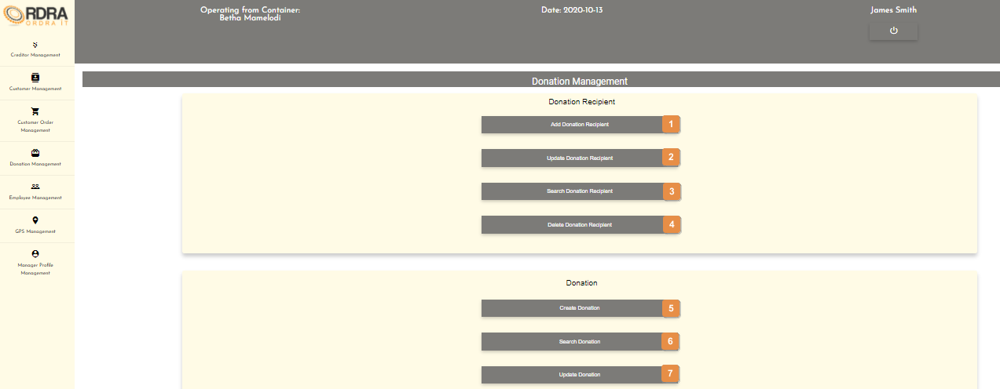 RDRA
ORDRA IT
Operating from Container:
Betha Mamelodi
Date: 2020-10-13
James Smith
Creditor Management
Customer Management
Customer Order
Management
Donation Management
Employee Management
GPS Management
Manager Profile
Management
Donation Management
Donation Recipient
Add Donation Recipient 1
Update Donation Recipient 2
Search Donation Recipient 3
Delete Donation Recipient 4
Donation
Create Donation 5
Search Donation 6
Update Donation 7